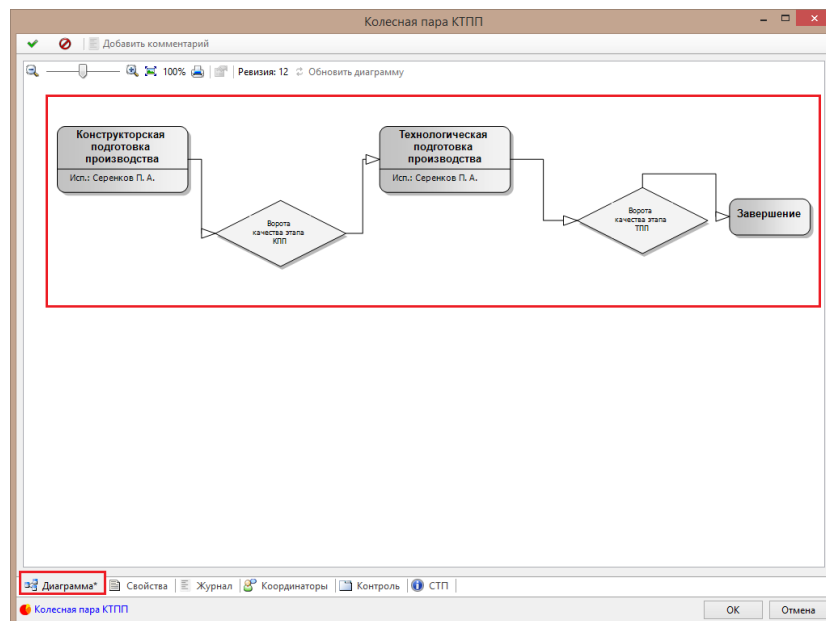 Колесная пара КТПП
Добавить комментарий
100%
Ревизия: 12
Обновить диаграмму
Конструкторская
подготовка
производства
Исп.: Серенков П. А.
Ворота
качества этапа
КПП
Технологическая
подготовка
производства
Исп.: Серенков П. А.
Ворота
качества этапа
ТПП
Завершение
Диаграмма*
Свойства
Журнал
Координаторы
Контроль
СТП
Колесная пара КТПП
ОК
Отмена